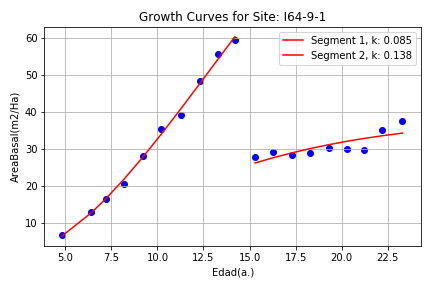 Growth Curves for Site: I64-9-1
Segment 1, k: 0.085
Segment 2, k: 0.138
AreaBasal(m2/Ha)
60
50
40
30
20
10
5.0 7.5 10.0 12.5 15.0 17.5 20.0 22.5
Edad(a.)